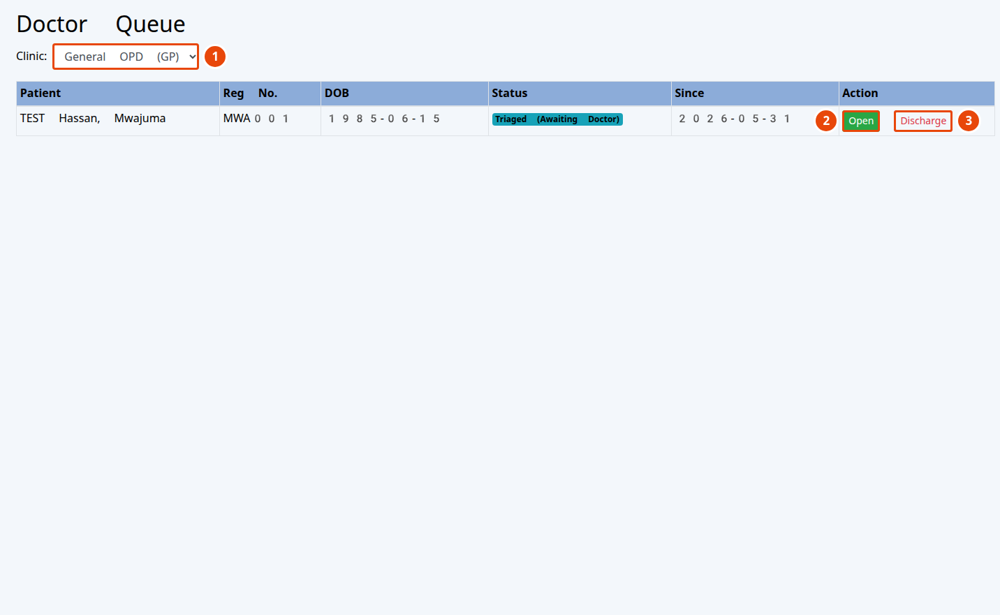 Doctor Queue
Clinic: General OPD (GP) 1
Patient Reg No. DOB Status Since Action
TEST Hassan, Mwajuma MWA001 1985-06-15 Triaged (Awaiting Doctor) 2026-05-31 2 Open Discharge 3